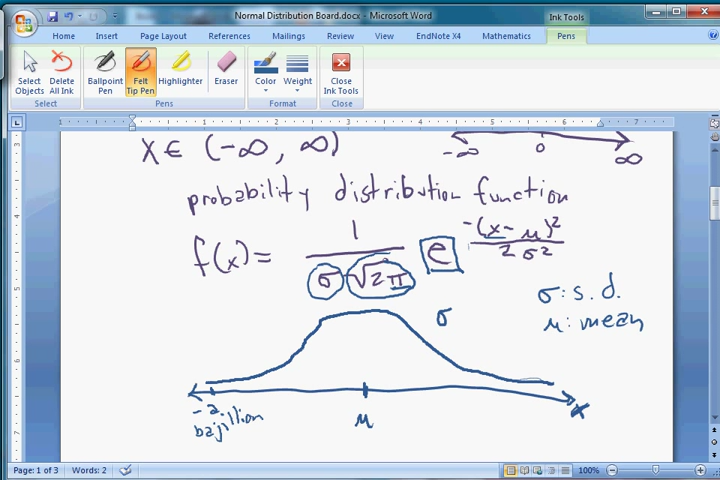 Normal Distribution Board.docx - Microsoft Word
Ink Tools
Home Insert Page Layout References Mailings Review View EndNote X4 Mathematics Pens
Select Objects
Delete All Ink
Ballpoint Pen
Felt Tip Pen
Highlighter
Eraser
Color
Weight
Close Ink Tools
Select Pens Format Close
x ∈ (-∞, ∞)
-∞ 0 ∞
probability distribution function
f(x) = 1 / (σ √2π) e^(-(x-μ)² / 2σ²)
σ: s.d.
μ: mean
σ
-2 bajillion
μ
x
Page: 1 of 3 Words: 2 100%